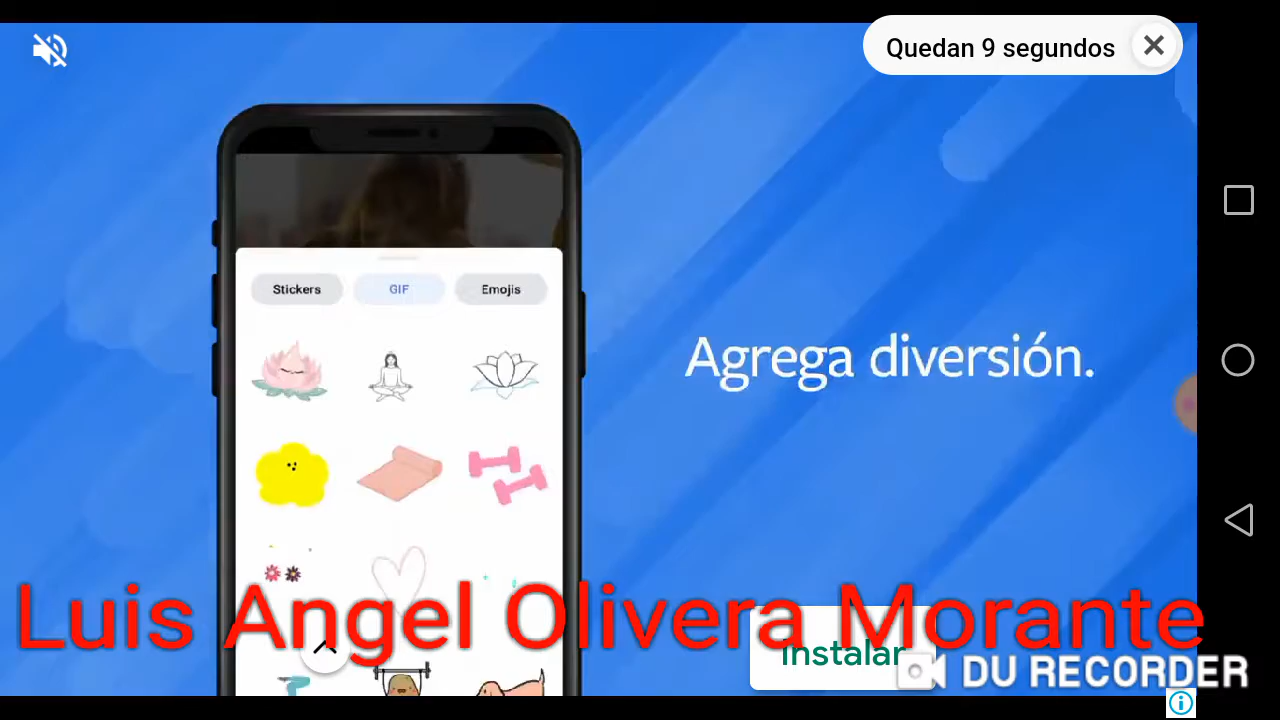 Quedan 9 segundos
Stickers
GIF
Emojis
Agrega diversión.
Luis Angel Olivera Morante
Instalar
DU RECORDER